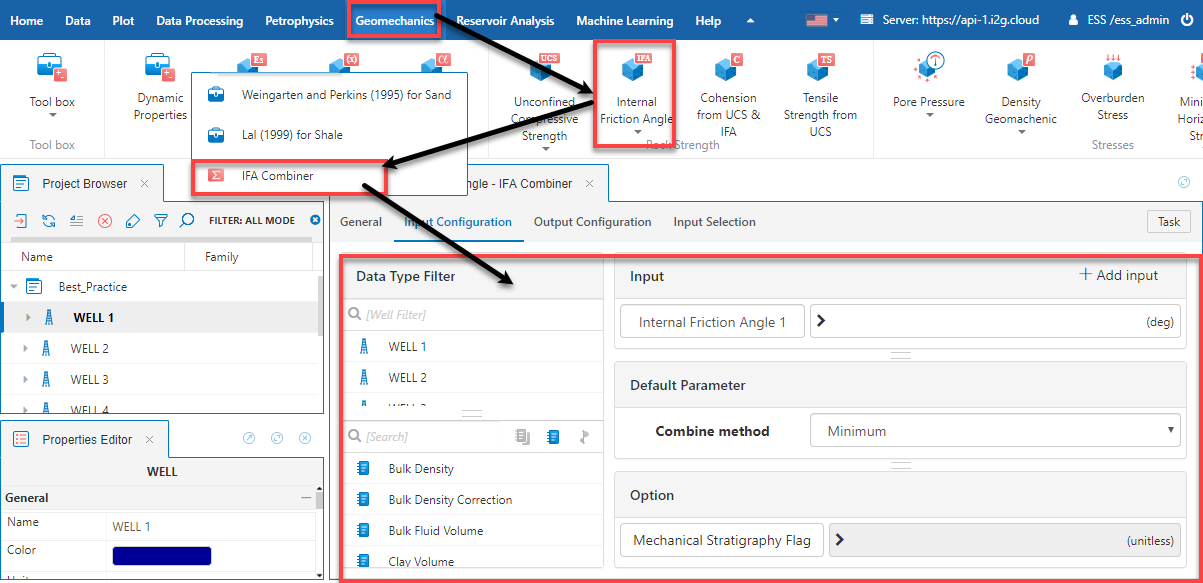 Home Data Plot Data Processing Petrophysics Geomechanics Reservoir Analysis Machine Learning Help Server: https://api-1.i2g.cloud ESS /ess_admin
Es (x) α UCS IFA C TS P
Tool box
Dynamic
Properties
Unconfined
Compressive
Strength
Internal
Friction Angle
Cohension
from UCS &
IFA
Tensile
Strength from
UCS
Pore Pressure
Density
Geomachenic
Overburden
Stress
Tool box
Rock Strength
Stresses
Weingarten and Perkins (1995) for Sand
Lal (1999) for Shale
IFA Combiner
Project Browser
ngle - IFA Combiner
FILTER: ALL MODE
General Input Configuration Output Configuration Input Selection Task
Name Family
Best_Practice
WELL 1
WELL 2
WELL 3
WELL 4
Properties Editor
WELL
General
Name WELL 1
Color
Data Type Filter
[Well Filter]
WELL 1
WELL 2
[Search]
Bulk Density
Bulk Density Correction
Bulk Fluid Volume
Clay Volume
Input Add input
Internal Friction Angle 1 (deg)
Default Parameter
Combine method Minimum
Option
Mechanical Stratigraphy Flag (unitless)